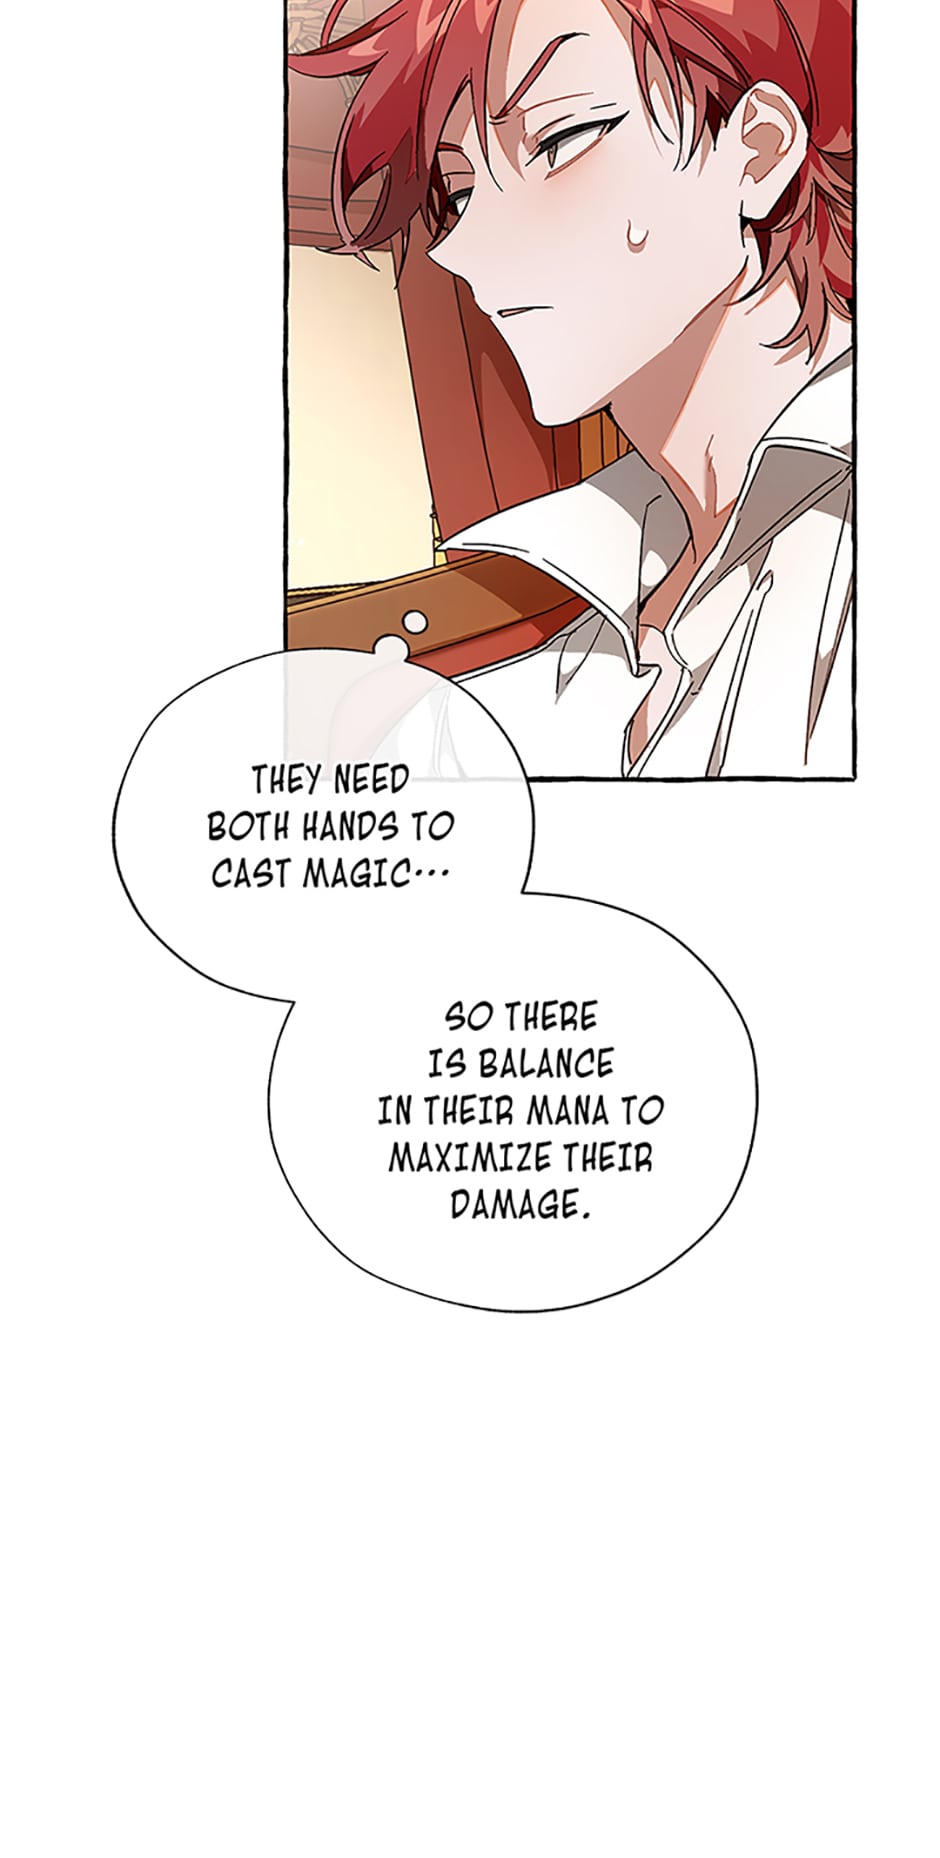 THEY NEED
BOTH HANDS TO
CAST MAGIC...
SO THERE
IS BALANCE
IN THEIR MANA TO
MAXIMIZE THEIR
DAMAGE.